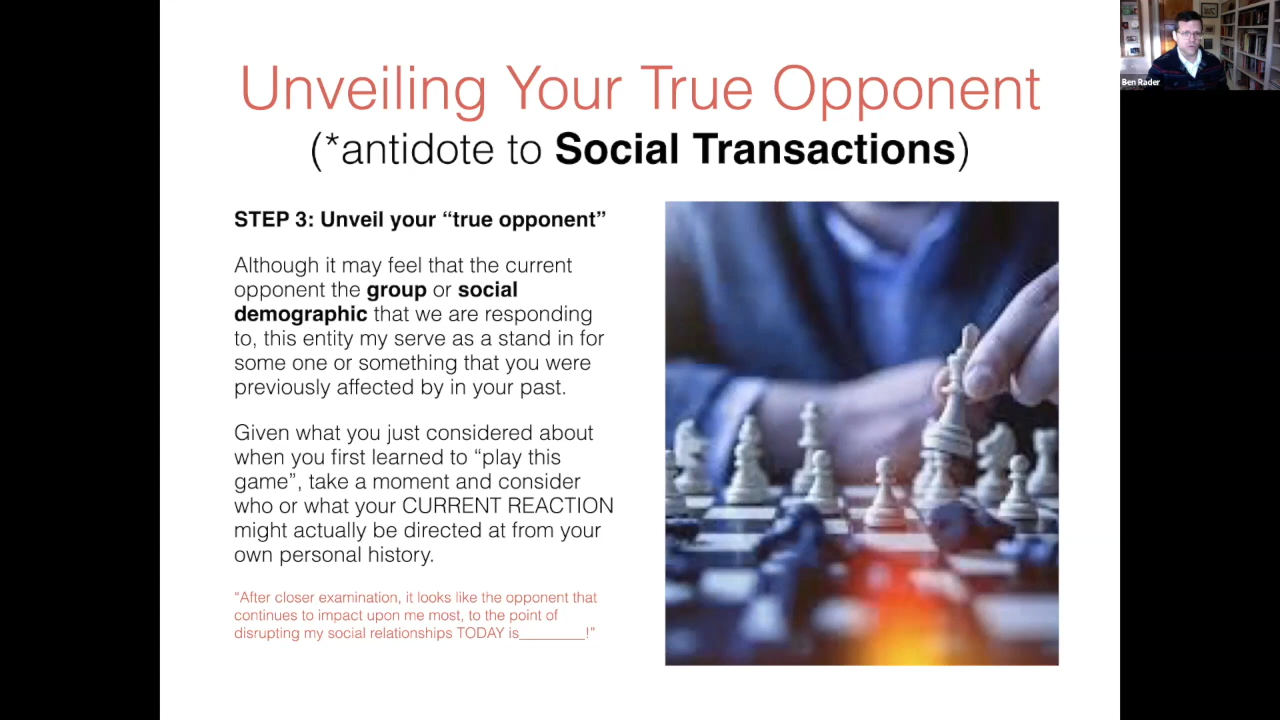 Unveiling Your True Opponent
(*antidote to Social Transactions)
Ben Rader
STEP 3: Unveil your “true opponent”
Although it may feel that the current
opponent the group or social
demographic that we are responding
to, this entity my serve as a stand in for
some one or something that you were
previously affected by in your past.
Given what you just considered about
when you first learned to “play this
game”, take a moment and consider
who or what your CURRENT REACTION
might actually be directed at from your
own personal history.
“After closer examination, it looks like the opponent that
continues to impact upon me most, to the point of
disrupting my social relationships TODAY is_________!”